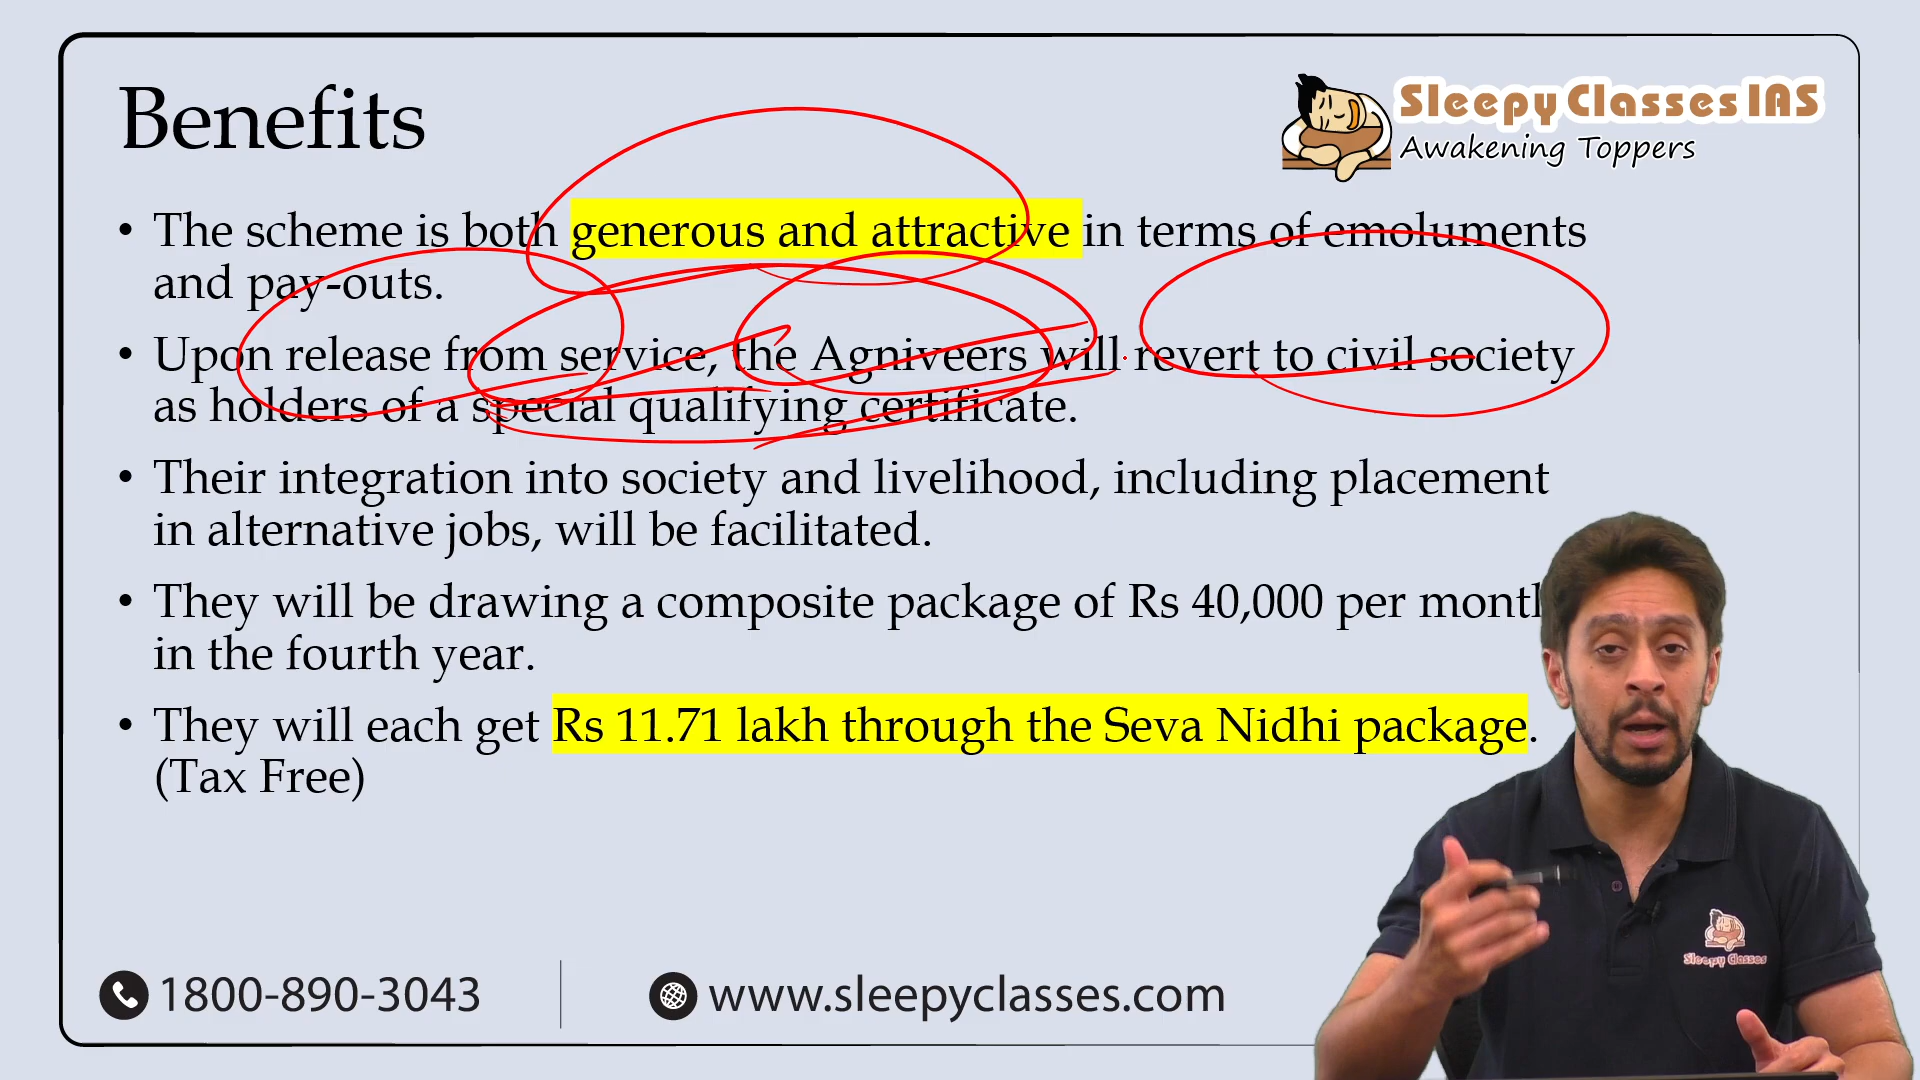 Benefits
Sleepy Classes IAS
Awakening Toppers
• The scheme is both generous and attractive in terms of emoluments
and pay-outs.
• Upon release from service, the Agniveers will revert to civil society
as holders of a special qualifying certificate.
• Their integration into society and livelihood, including placement
in alternative jobs, will be facilitated.
• They will be drawing a composite package of Rs 40,000 per month
in the fourth year.
• They will each get Rs 11.71 lakh through the Seva Nidhi package.
(Tax Free)
Sleepy Classes
1800-890-3043
www.sleepyclasses.com